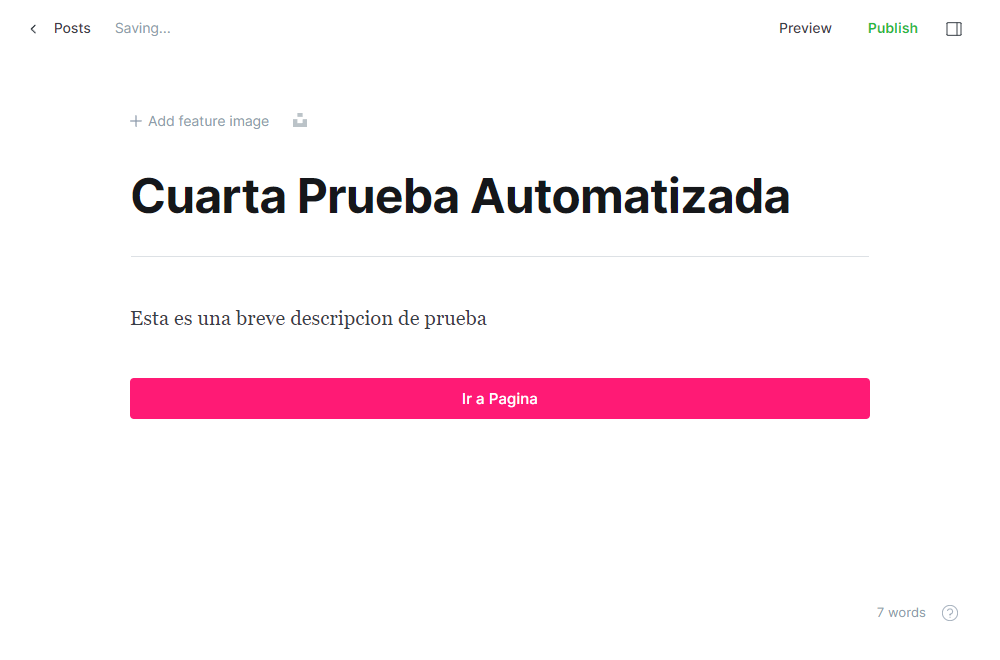 Posts Saving... Preview Publish
Add feature image
Cuarta Prueba Automatizada
Esta es una breve descripcion de prueba
Ir a Pagina
7 words ?